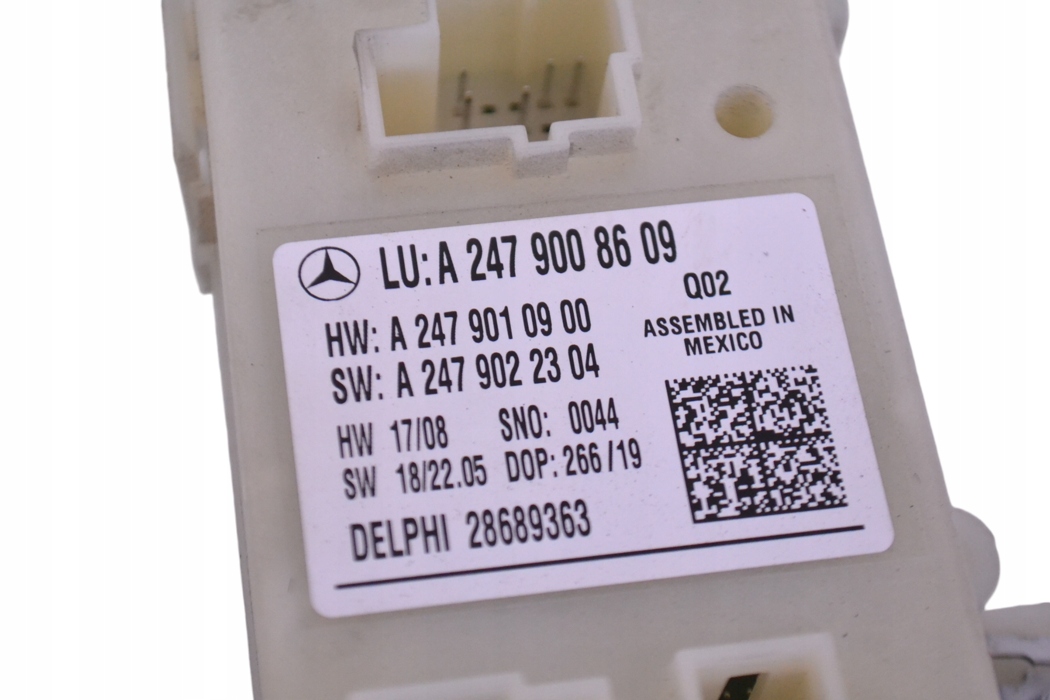 LU: A 247 900 86 09
Q02
HW: A 247 901 09 00
ASSEMBLED IN
MEXICO
SW: A 247 902 23 04
HW 17/08 SNO: 0044
SW 18/22.05 DOP: 266/19
DELPHI 28689363